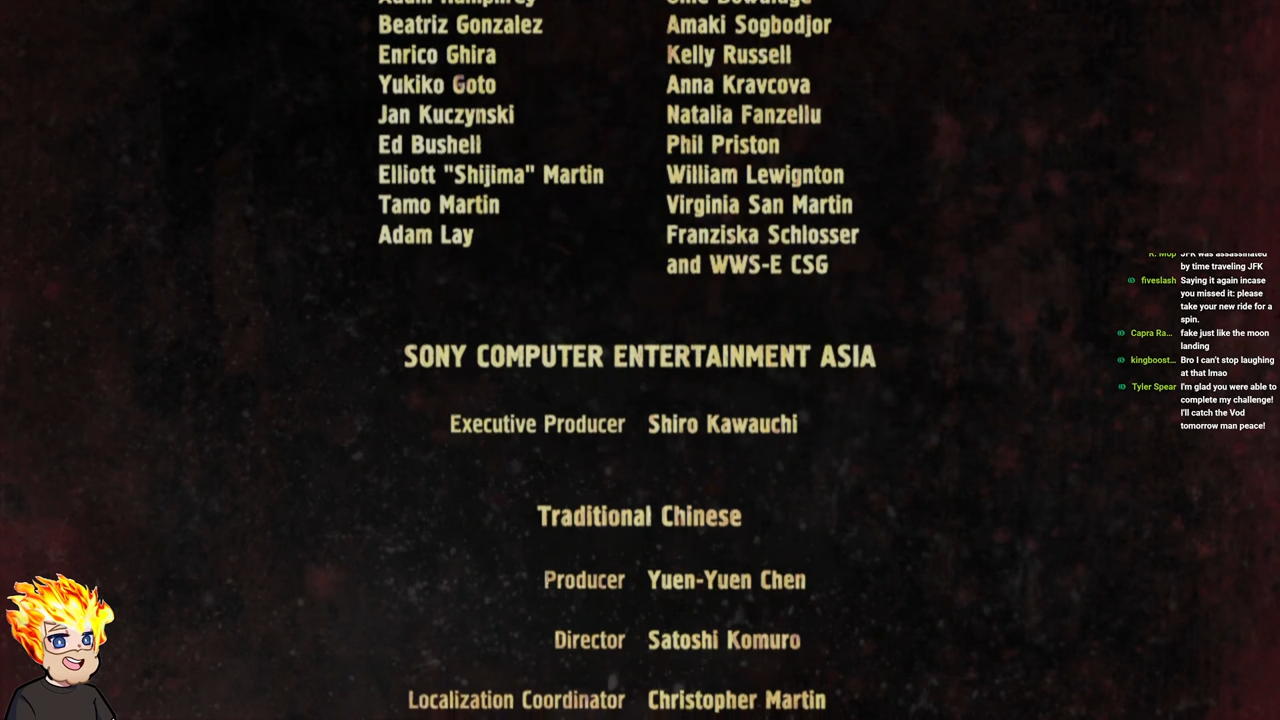 Beatriz Gonzalez Amaki Sogbodjor
Enrico Ghira Kelly Russell
Yukiko Goto Anna Kravcova
Jan Kuczynski Natalia Fanzellu
Ed Bushell Phil Priston
Elliott "Shijima" Martin William Lewignton
Tamo Martin Virginia San Martin
Adam Lay Franziska Schlosser
and WWS-E CSG
SONY COMPUTER ENTERTAINMENT ASIA
Executive Producer Shiro Kawauchi
Traditional Chinese
Producer Yuen-Yuen Chen
Director Satoshi Komuro
Localization Coordinator Christopher Martin
R. Mop JFK was assassinated
by time traveling JFK
fiveslash Saying it again incase
you missed it: please
take your new ride for a
spin.
Capra Ra... fake just like the moon
landing
kingboost... Bro I can't stop laughing
at that lmao
Tyler Spear I'm glad you were able to
complete my challenge!
I'll catch the Vod
tomorrow man peace!